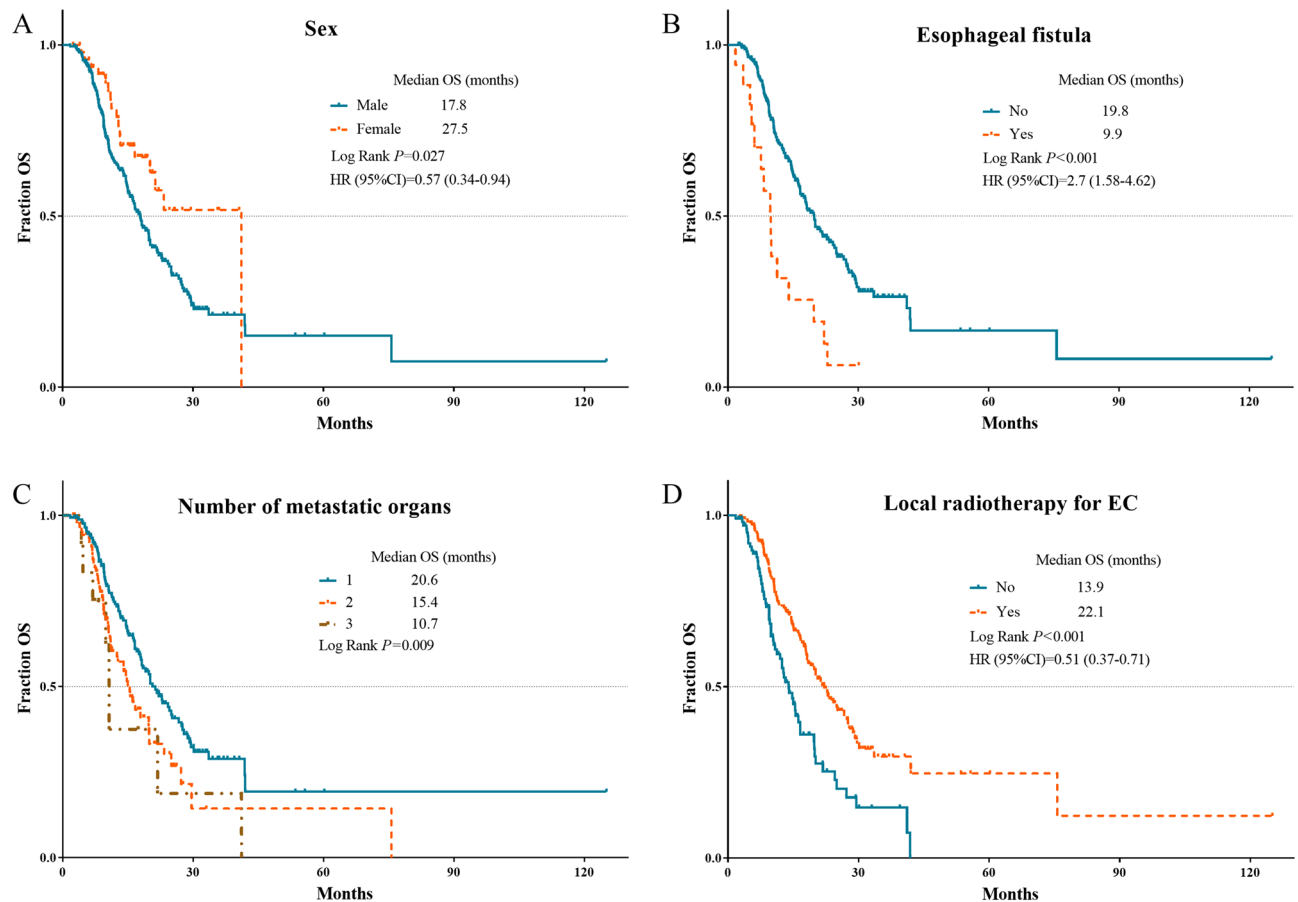 A
Sex
Median OS (months)
Male 17.8
Female 27.5
Log Rank P=0.027
HR (95%CI)=0.57 (0.34-0.94)
Fraction OS
1.0
0.5
0.0
0 30 60 90 120
Months
B
Esophageal fistula
Median OS (months)
No 19.8
Yes 9.9
Log Rank P<0.001
HR (95%CI)=2.7 (1.58-4.62)
Fraction OS
1.0
0.5
0.0
0 30 60 90 120
Months
C
Number of metastatic organs
Median OS (months)
1 20.6
2 15.4
3 10.7
Log Rank P=0.009
Fraction OS
1.0
0.5
0.0
0 30 60 90 120
Months
D
Local radiotherapy for EC
Median OS (months)
No 13.9
Yes 22.1
Log Rank P<0.001
HR (95%CI)=0.51 (0.37-0.71)
Fraction OS
1.0
0.5
0.0
0 30 60 90 120
Months